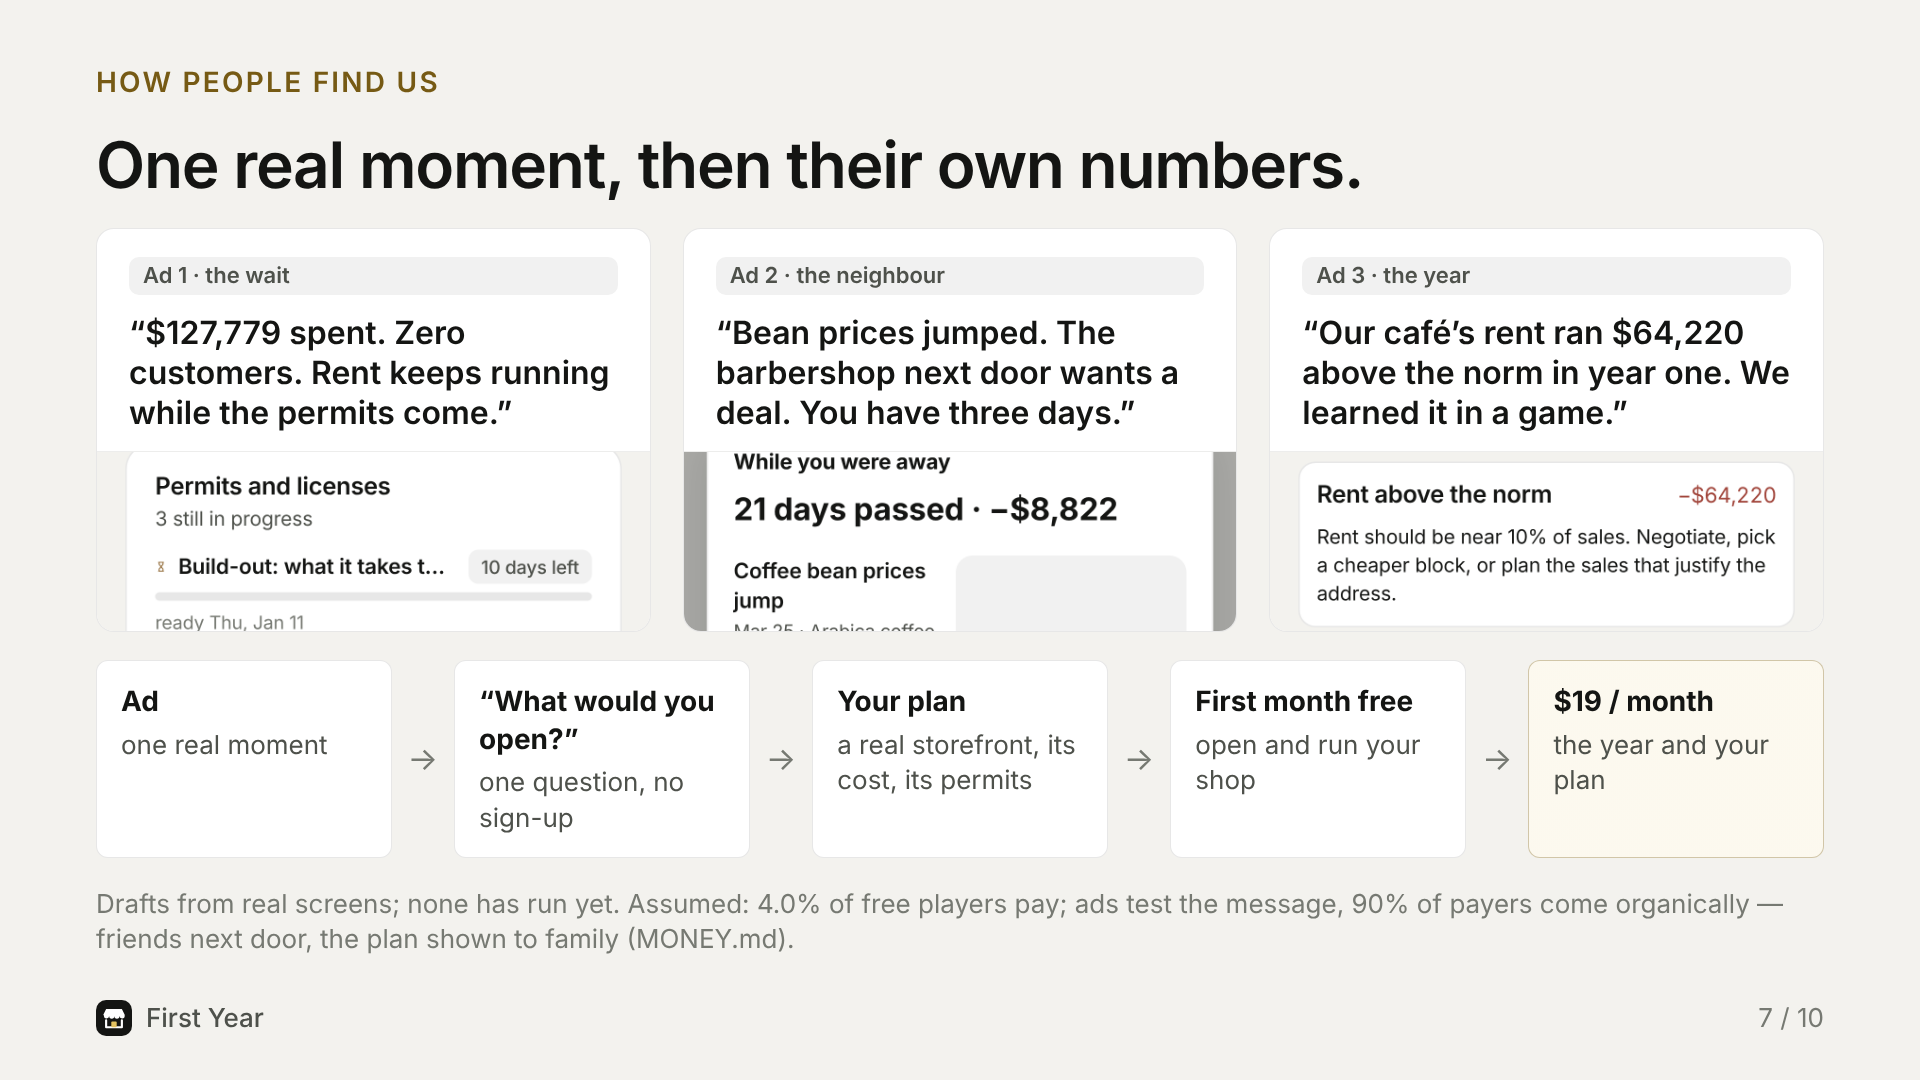 HOW PEOPLE FIND US
One real moment, then their own numbers.
Ad 1 · the wait
“$127,779 spent. Zero
customers. Rent keeps running
while the permits come.”
Permits and licenses
3 still in progress
Build-out: what it takes t...
10 days left
ready Thu, Jan 11
Ad 2 · the neighbour
“Bean prices jumped. The
barbershop next door wants a
deal. You have three days.”
While you were away
21 days passed · −$8,822
Coffee bean prices
jump
Mar 25 · Arabica coffee
Ad 3 · the year
“Our café’s rent ran $64,220
above the norm in year one. We
learned it in a game.”
Rent above the norm
−$64,220
Rent should be near 10% of sales. Negotiate, pick
a cheaper block, or plan the sales that justify the
address.
Ad
one real moment
→
“What would you
open?”
one question, no
sign-up
→
Your plan
a real storefront, its
cost, its permits
→
First month free
open and run your
shop
→
$19 / month
the year and your
plan
Drafts from real screens; none has run yet. Assumed: 4.0% of free players pay; ads test the message, 90% of payers come organically —
friends next door, the plan shown to family (MONEY.md).
First Year
7 / 10